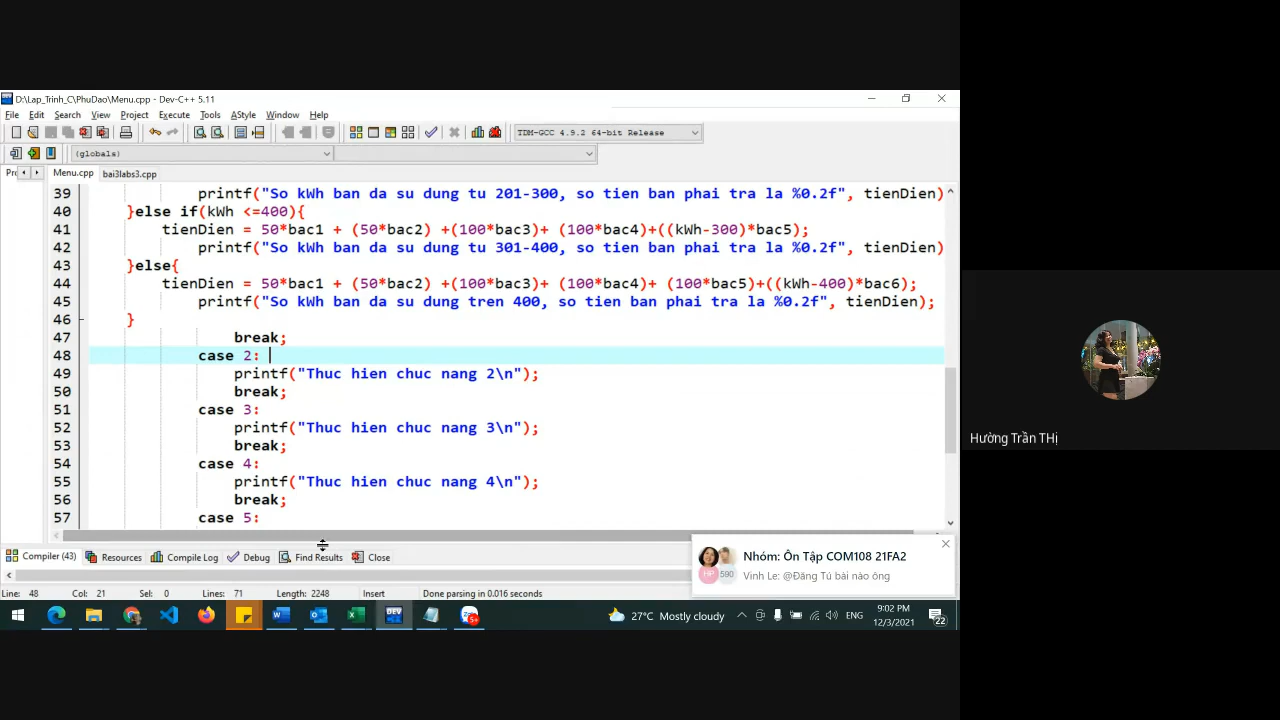 D:\Lap_Trinh_C\PhuDao\Menu.cpp - Dev-C++ 5.11
File Edit Search View Project Execute Tools AStyle Window Help
TDM-GCC 4.9.2 64-bit Release
(globals)
Menu.cpp bai3labs3.cpp
39 printf("So kWh ban da su dung tu 201-300, so tien ban phai tra la %0.2f", tienDien)
40 }else if(kWh <=400){
41 tienDien = 50*bac1 + (50*bac2) +(100*bac3)+ (100*bac4)+((kWh-300)*bac5);
42 printf("So kWh ban da su dung tu 301-400, so tien ban phai tra la %0.2f", tienDien)
43 }else{
44 tienDien = 50*bac1 + (50*bac2) +(100*bac3)+ (100*bac4)+ (100*bac5)+((kWh-400)*bac6);
45 printf("So kWh ban da su dung tren 400, so tien ban phai tra la %0.2f", tienDien);
46 }
47 break;
48 case 2:
49 printf("Thuc hien chuc nang 2\n");
50 break;
51 case 3:
52 printf("Thuc hien chuc nang 3\n");
53 break;
54 case 4:
55 printf("Thuc hien chuc nang 4\n");
56 break;
57 case 5:
Compiler (43) Resources Compile Log Debug Find Results Close
Line: 48 Col: 21 Sel: 0 Lines: 71 Length: 2248 Insert Done parsing in 0.016 seconds
Nhóm: Ôn Tập COM108 21FA2
590
Vinh Le: @Đăng Tú bài nào ông
27°C Mostly cloudy ENG 9:02 PM
12/3/2021
22
5+
Hường Trần THị